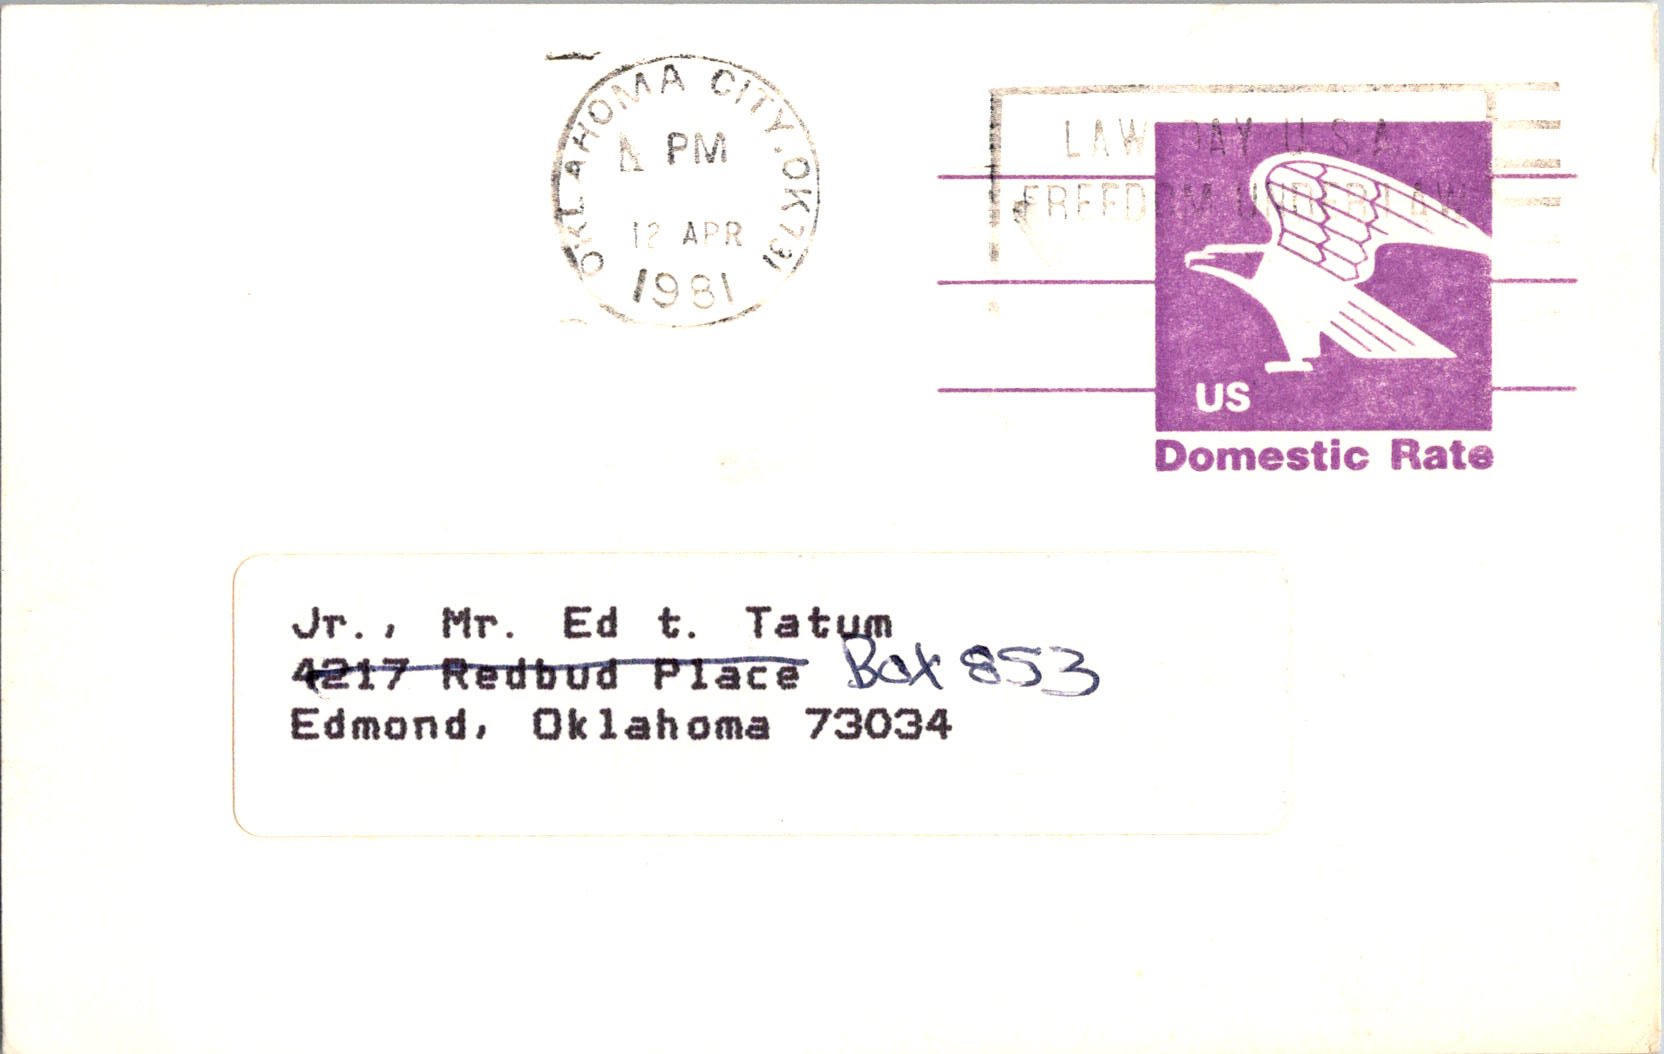 OKLAHOMA CITY, OK 731
PM
12 APR
1981
LAW DAY U.S.A.
FREEDOM UNDER LAW
US
Domestic Rate
Jr., Mr. Ed t. Tatum
4217 Redbud Place Box 853
Edmond, Oklahoma 73034